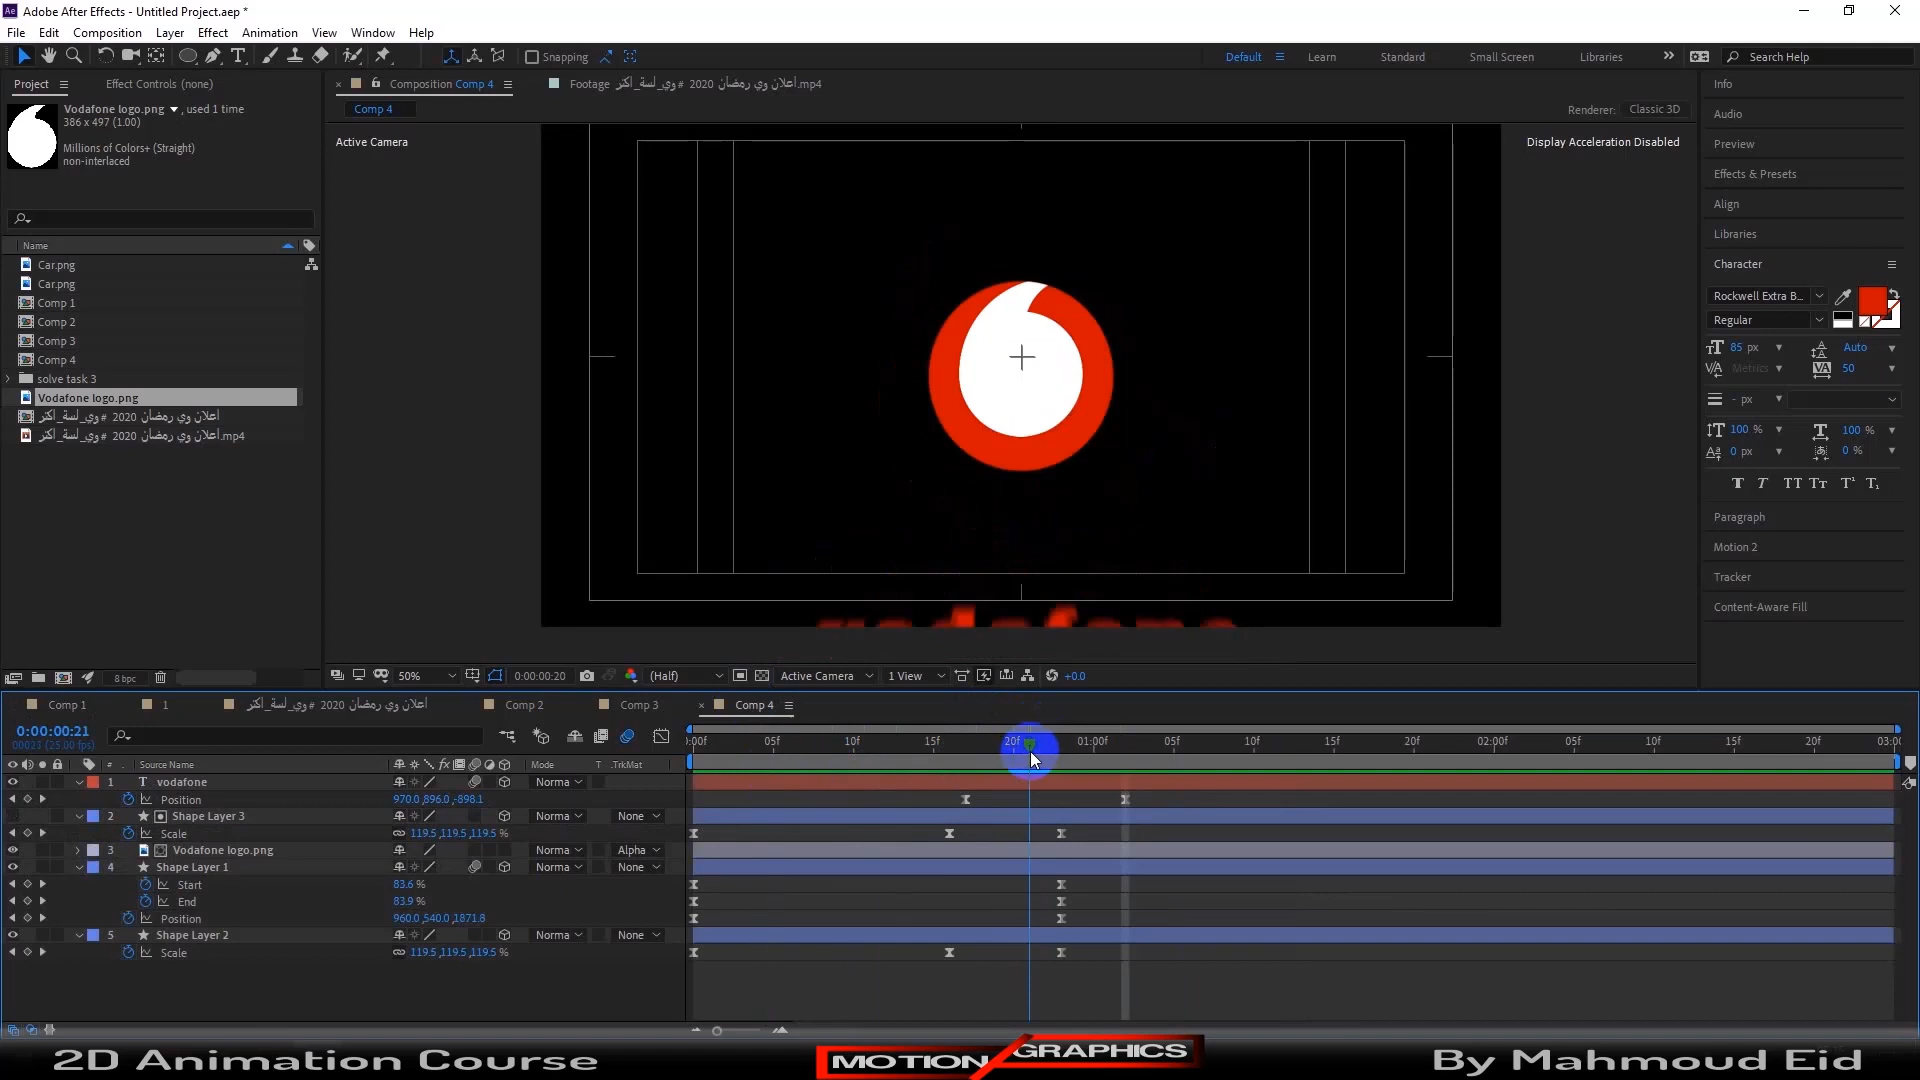 Adobe After Effects - Untitled Project.aep *
File Edit Composition Layer Effect Animation View Window Help
Snapping Default Learn Standard Small Screen Libraries Search Help
Project Effect Controls (none)
Vodafone logo.png , used 1 time
386 x 497 (1.00)
Millions of Colors+ (Straight)
non-interlaced
Name
Car.png
Car.png
Comp 1
Comp 2
Comp 3
Comp 4
solve task 3
Vodafone logo.png
اعلان وي رمضان 2020 #وي_لسة_اكتر
اعلان وي رمضان 2020 #وي_لسة_اكتر.mp4
8 bpc
Composition Comp 4 Footage اعلان وي رمضان 2020 #وي_لسة_اكتر.mp4
Comp 4
Renderer: Classic 3D
Active Camera
Display Acceleration Disabled
50% 0:00:00:20 (Half) Active Camera 1 View +0.0
Info
Audio
Preview
Effects & Presets
Align
Libraries
Character
Rockwell Extra B...
Regular
85 px Auto
Metrics 50
- px
100 % 100 %
0 px 0 %
Paragraph
Motion 2
Tracker
Content-Aware Fill
Comp 1 1 اعلان وي رمضان 2020 #وي_لسة_اكتر Comp 2 Comp 3 Comp 4
0:00:00:21
00021 (25.00 fps)
:00f 05f 10f 15f 20f 01:00f 05f 10f 15f 20f 02:00f 05f 10f 15f 20f 03:00
# Source Name Mode T .TrkMat
1 T vodafone Norma
Position 970.0,896.0,-898.1
2 Shape Layer 3 Norma None
Scale 119.5,119.5,119.5 %
3 Vodafone logo.png Norma Alpha
4 Shape Layer 1 Norma None
Start 83.6 %
End 83.9 %
Position 960.0,540.0,1871.8
5 Shape Layer 2 Norma None
Scale 119.5,119.5,119.5 %
2D Animation Course MOTION GRAPHICS By Mahmoud Eid